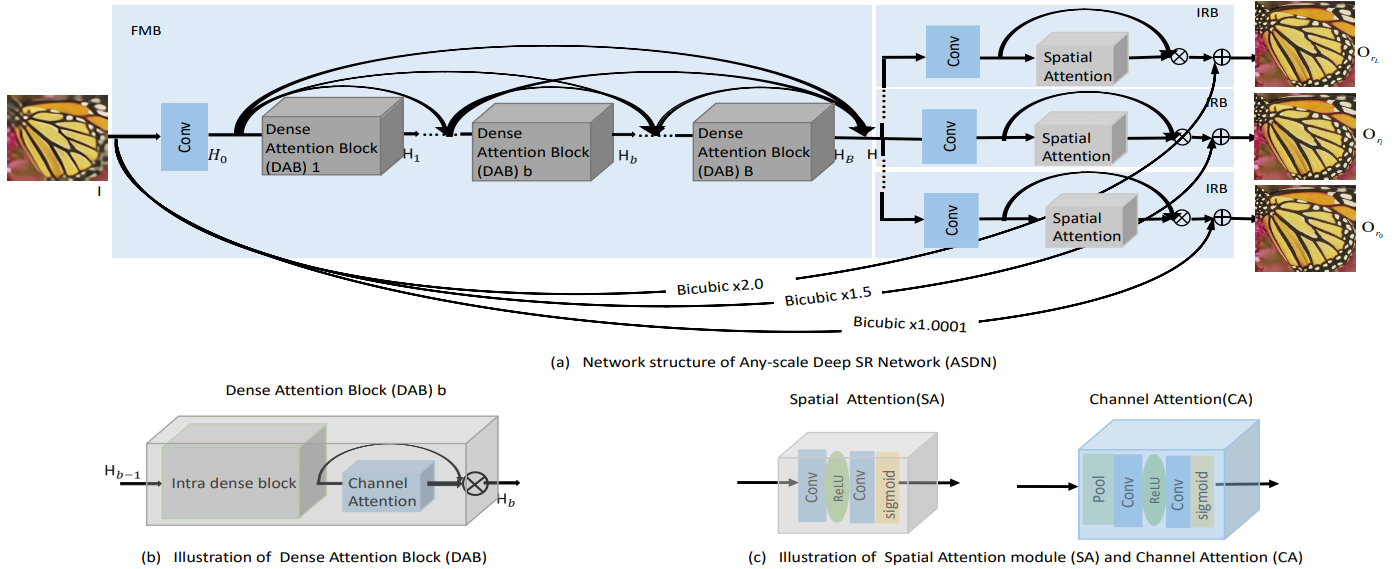 FMB
IRB
Conv
Spatial
Attention
O_{r_L}
Conv
H_0
Dense
Attention Block
(DAB) 1
H_1
Dense
Attention Block
(DAB) b
H_b
Dense
Attention Block
(DAB) B
H_B
H
IRB
Conv
Spatial
Attention
O_{r_l}
I
IRB
Conv
Spatial
Attention
O_{r_0}
Bicubic x2.0
Bicubic x1.5
Bicubic x1.0001
(a) Network structure of Any-scale Deep SR Network (ASDN)
Dense Attention Block (DAB) b
H_{b-1}
Intra dense block
Channel
Attention
H_b
(b) Illustration of Dense Attention Block (DAB)
Spatial Attention(SA)
Conv
ReLU
Conv
sigmoid
Channel Attention(CA)
Pool
Conv
ReLU
Conv
sigmoid
(c) Illustration of Spatial Attention module (SA) and Channel Attention (CA)